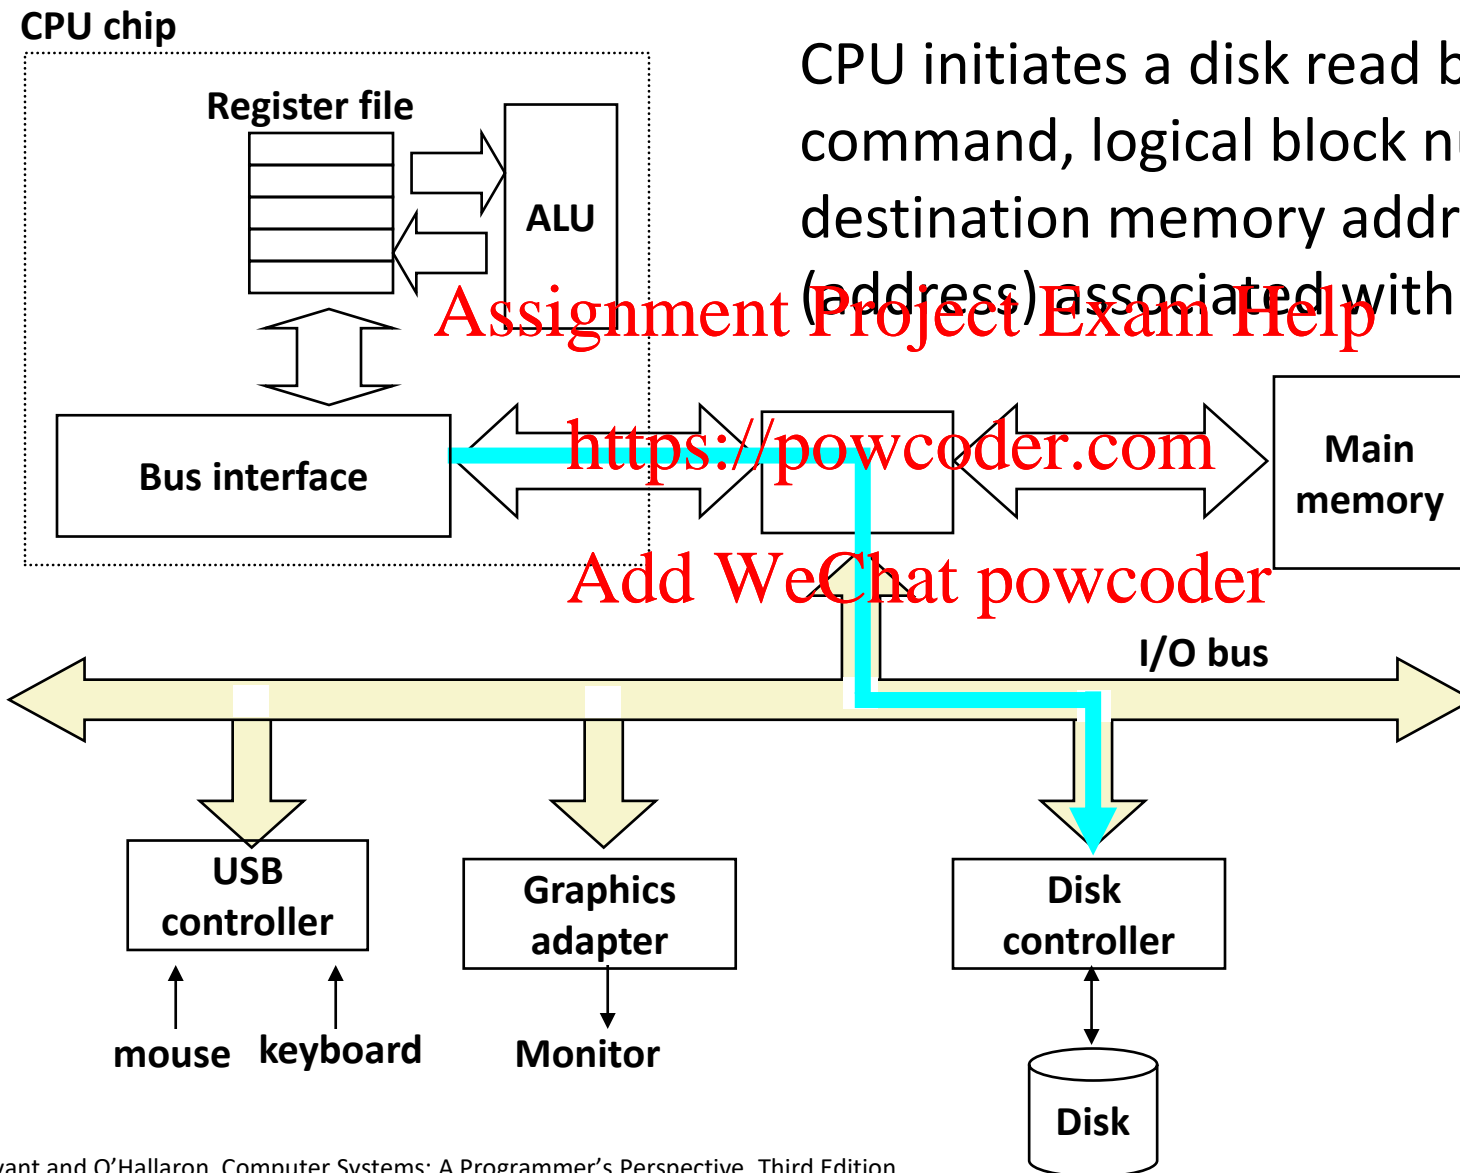 CPU chip
CPU initiates a disk read b
command, logical block nu
destination memory addr
(address) associated with
Register file
ALU
Assignment Project Exam Help
https://powcoder.com
Add WeChat powcoder
Bus interface
Main
memory
I/O bus
USB
controller
Graphics
adapter
Disk
controller
mouse
keyboard
Monitor
Disk
yant and O'Hallaron, Computer Systems: A Programmer's Perspective, Third Edition